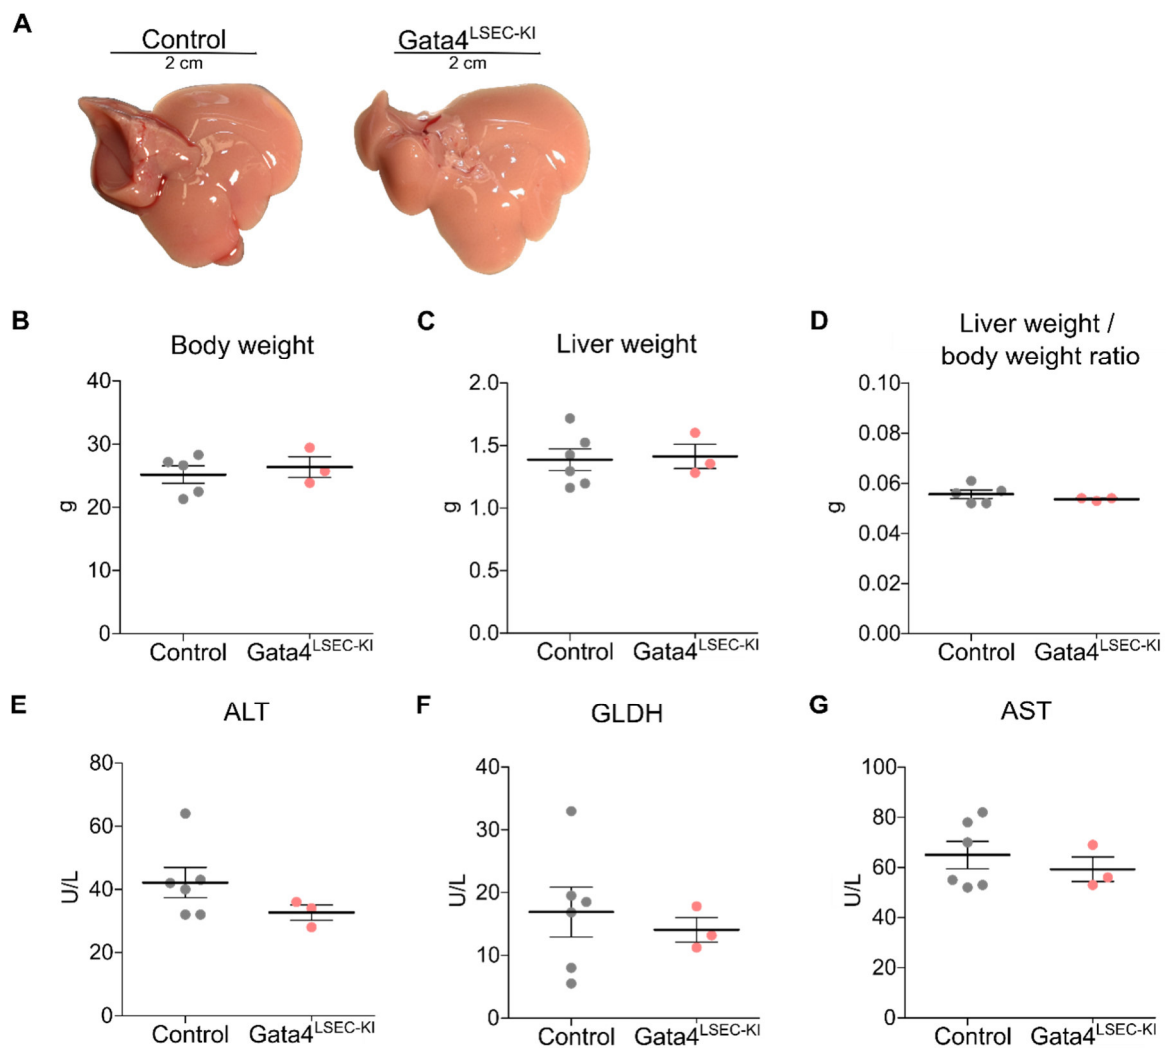 A
Control
2 cm
Gata4LSEC-KI
2 cm
B
Body weight
40
30
20
10
0
g
Control
Gata4LSEC-KI
C
Liver weight
2.0
1.5
1.0
0.5
0.0
g
Control
Gata4LSEC-KI
D
Liver weight /
body weight ratio
0.10
0.08
0.06
0.04
0.02
0.00
g
Control
Gata4LSEC-KI
E
ALT
80
60
40
20
0
U/L
Control
Gata4LSEC-KI
F
GLDH
40
30
20
10
0
U/L
Control
Gata4LSEC-KI
G
AST
100
80
60
40
20
0
U/L
Control
Gata4LSEC-KI